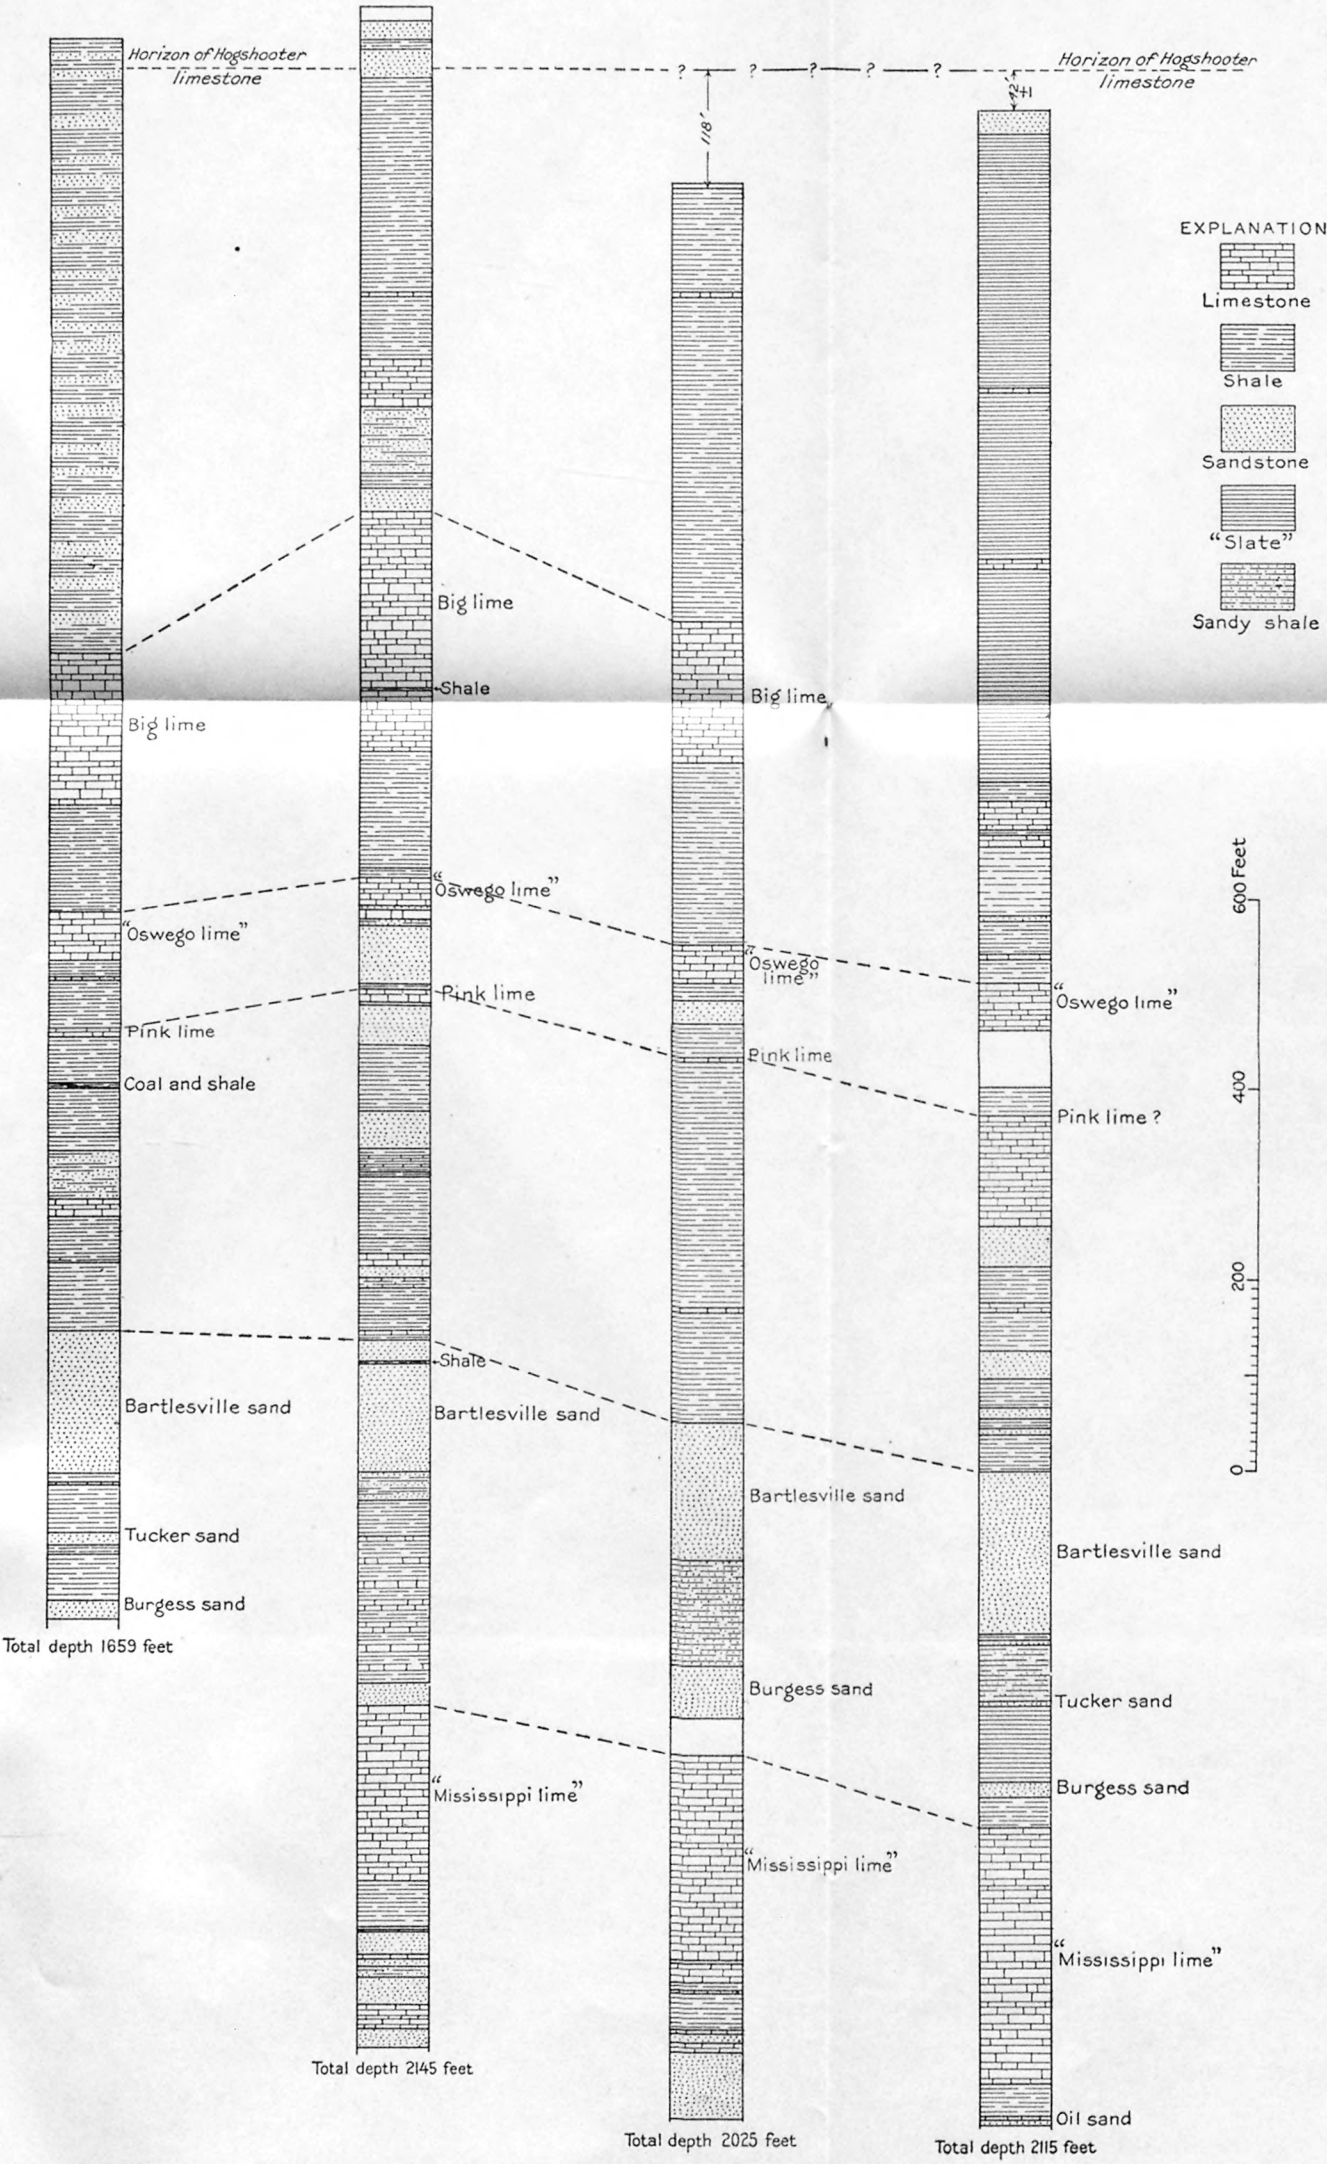 Horizon of Hogshooter
limestone
? ? ? ? ?
Horizon of Hogshooter
limestone
118'
42'±
EXPLANATION
Limestone
Shale
Sandstone
"Slate"
Sandy shale
Big lime
Shale
Big lime
Big lime
"Oswego lime"
"Oswego lime"
"Oswego
lime"
"Oswego lime"
Pink lime
Pink lime
Pink lime
Pink lime ?
Coal and shale
600 Feet
400
200
0
Shale
Bartlesville sand
Bartlesville sand
Bartlesville sand
Bartlesville sand
Tucker sand
Burgess sand
Total depth 1659 feet
Burgess sand
Tucker sand
Burgess sand
"Mississippi lime"
"Mississippi lime"
"Mississippi lime"
Total depth 2145 feet
Oil sand
Total depth 2025 feet
Total depth 2115 feet